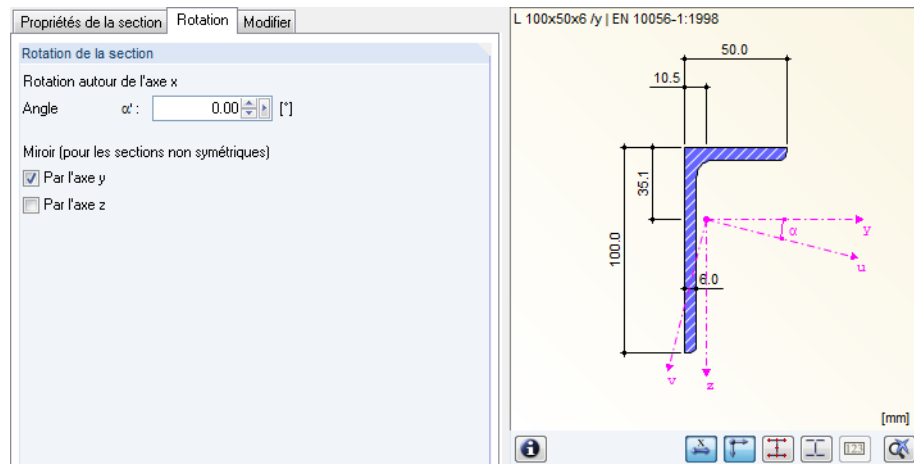 Propriétés de la section Rotation Modifier
Rotation de la section
Rotation autour de l'axe x
Angle α' : 0.00 [°]
Miroir (pour les sections non symétriques)
Par l'axe y
Par l'axe z
L 100x50x6 /y | EN 10056-1:1998
50.0
10.5
35.1
100.0
6.0
α
y
u
v
z
[mm]
x
123